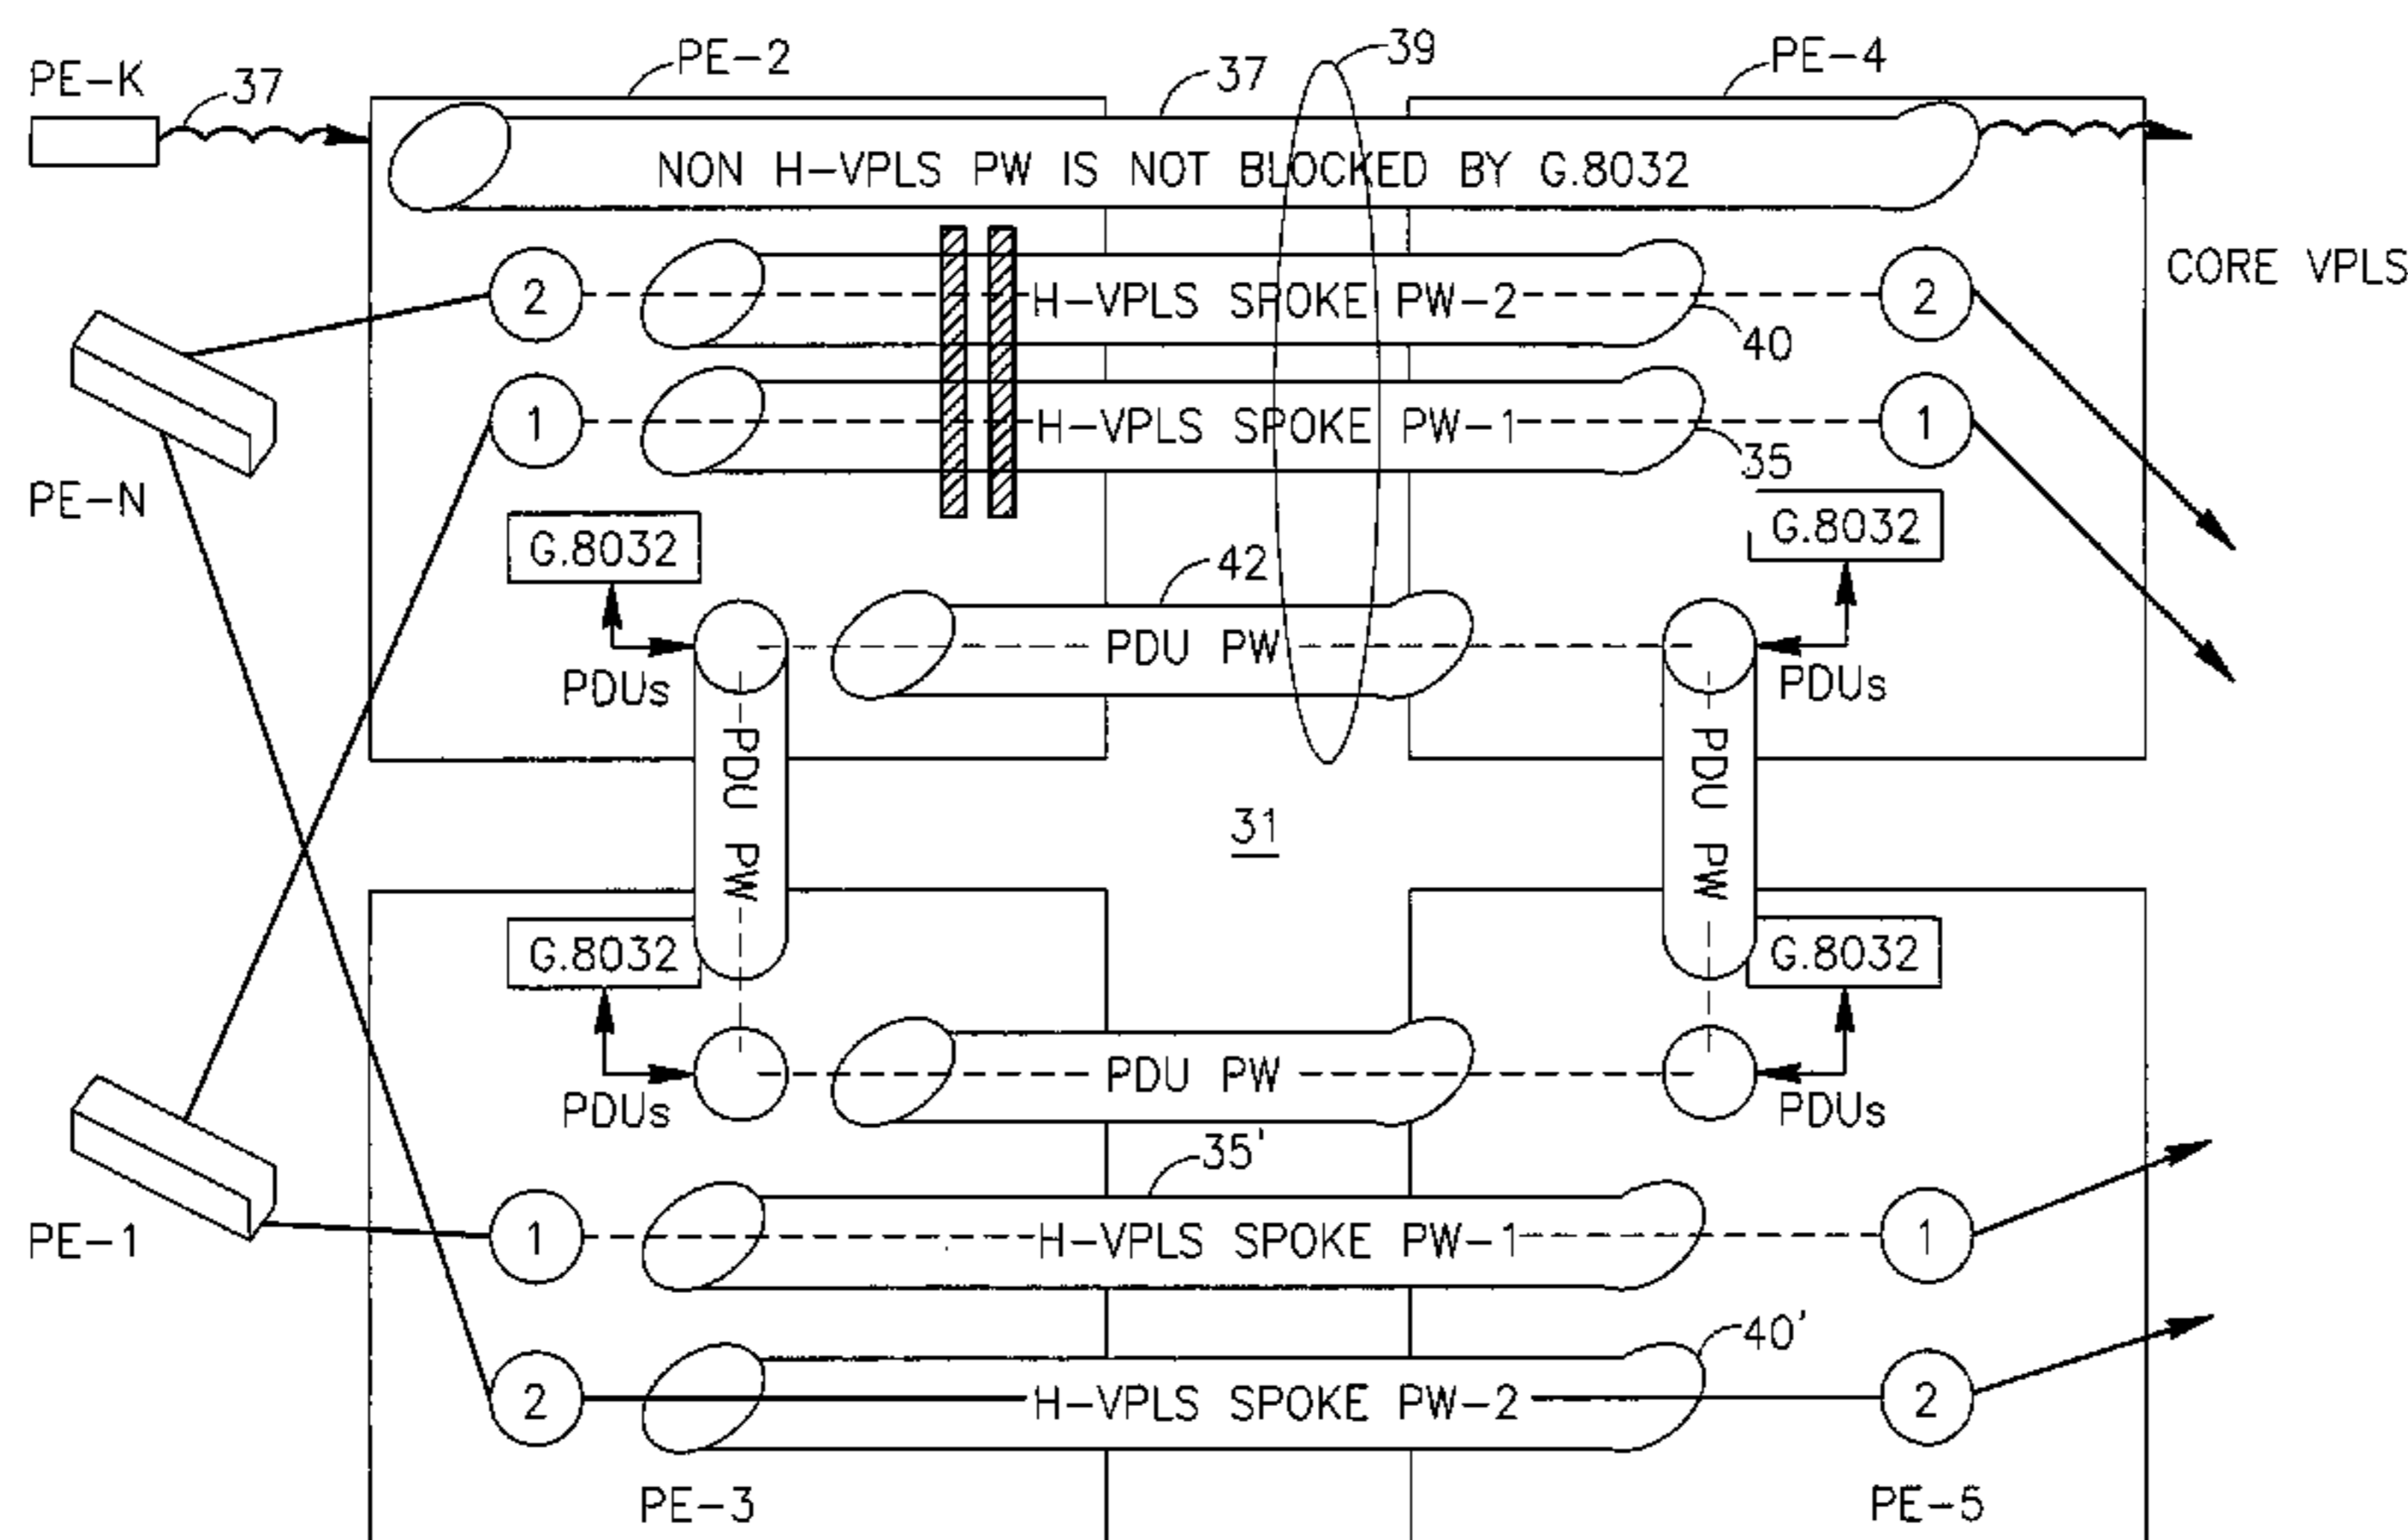 PE-K
37
PE-2
37
39
PE-4
NON H-VPLS PW IS NOT BLOCKED BY G.8032
2
H-VPLS SPOKE PW-2
2
CORE VPLS
40
1
H-VPLS SPOKE PW-1
1
35
PE-N
G.8032
G.8032
42
PDU PW
PDUs
PDUs
PDU PW
PDU PW
31
G.8032
G.8032
PDU PW
PDUs
PDUs
35'
PE-1
1
H-VPLS SPOKE PW-1
1
40'
2
H-VPLS SPOKE PW-2
2
PE-3
PE-5